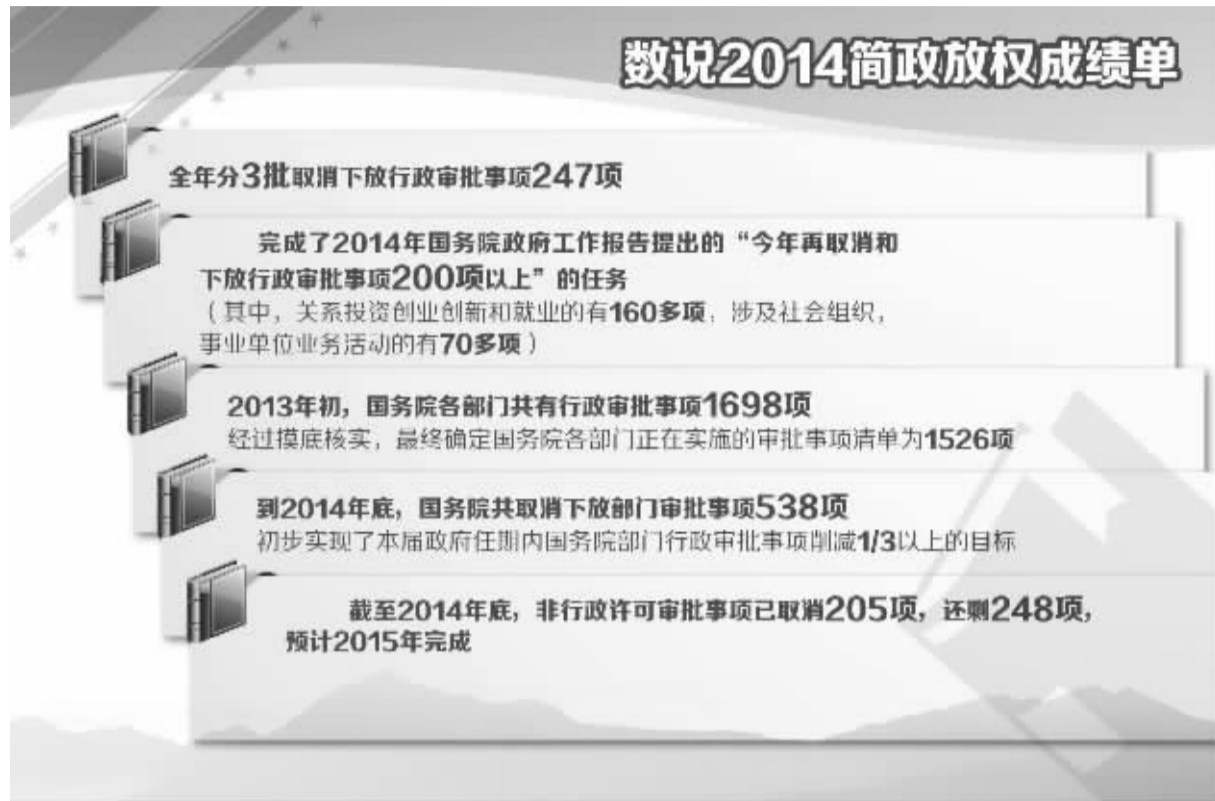 数说2014简政放权成绩单
全年分3批取消下放行政审批事项247项
完成了2014年国务院政府工作报告提出的“今年再取消和
下放行政审批事项200项以上”的任务
（其中，关系投资创业创新和就业的有160多项，涉及社会组织，
事业单位业务活动的有70多项）
2013年初，国务院各部门共有行政审批事项1698项
经过摸底核实，最终确定国务院各部门正在实施的审批事项清单为1526项
到2014年底，国务院共取消下放部门审批事项538项
初步实现了本届政府任期内国务院部门行政审批事项削减1/3以上的目标
截至2014年底，非行政许可审批事项已取消205项，还剩248项，
预计2015年完成